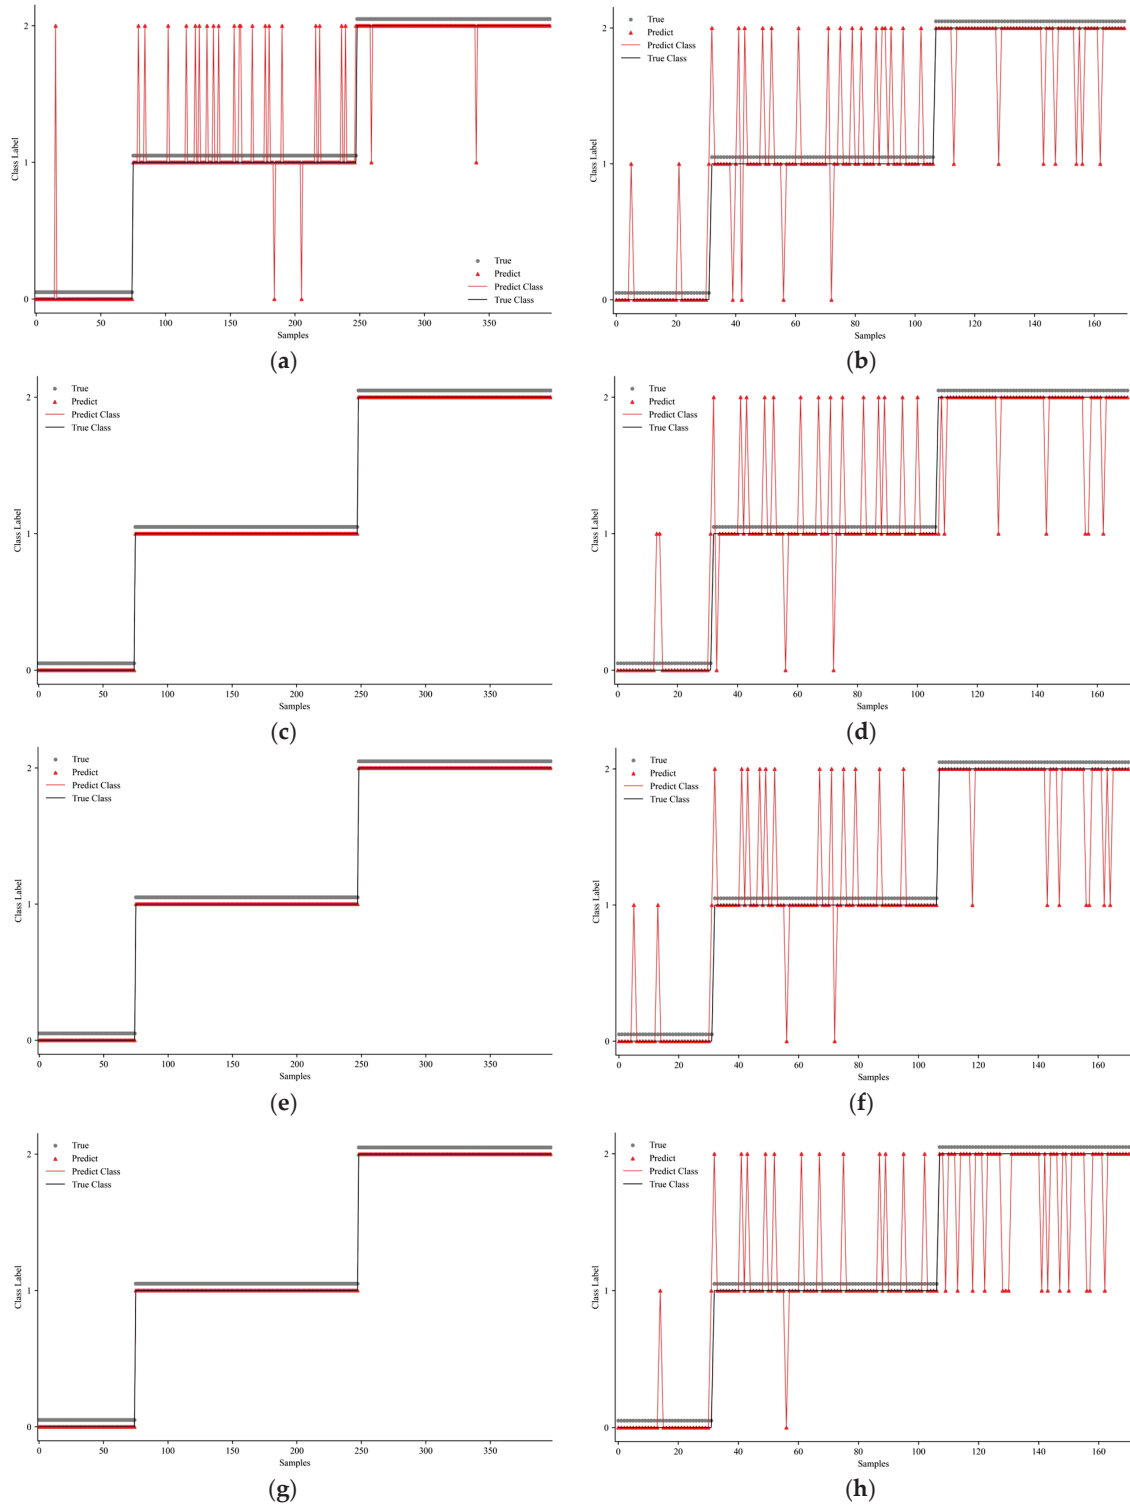 2
1
0
Class Label
True
Predict
Predict Class
True Class
0 50 100 150 200 250 300 350
Samples
(a)
True
Predict
Predict Class
True Class
2
1
0
Class Label
0 20 40 60 80 100 120 140 160
Samples
(b)
True
Predict
Predict Class
True Class
2
1
0
Class Label
0 50 100 150 200 250 300 350
Samples
(c)
True
Predict
Predict Class
True Class
2
1
0
Class Label
0 20 40 60 80 100 120 140 160
Samples
(d)
True
Predict
Predict Class
True Class
2
1
0
Class Label
0 50 100 150 200 250 300 350
Samples
(e)
True
Predict
Predict Class
True Class
2
1
0
Class Label
0 20 40 60 80 100 120 140 160
Samples
(f)
True
Predict
Predict Class
True Class
2
1
0
Class Label
0 50 100 150 200 250 300 350
Samples
(g)
True
Predict
Predict Class
True Class
2
1
0
Class Label
0 20 40 60 80 100 120 140 160
Samples
(h)